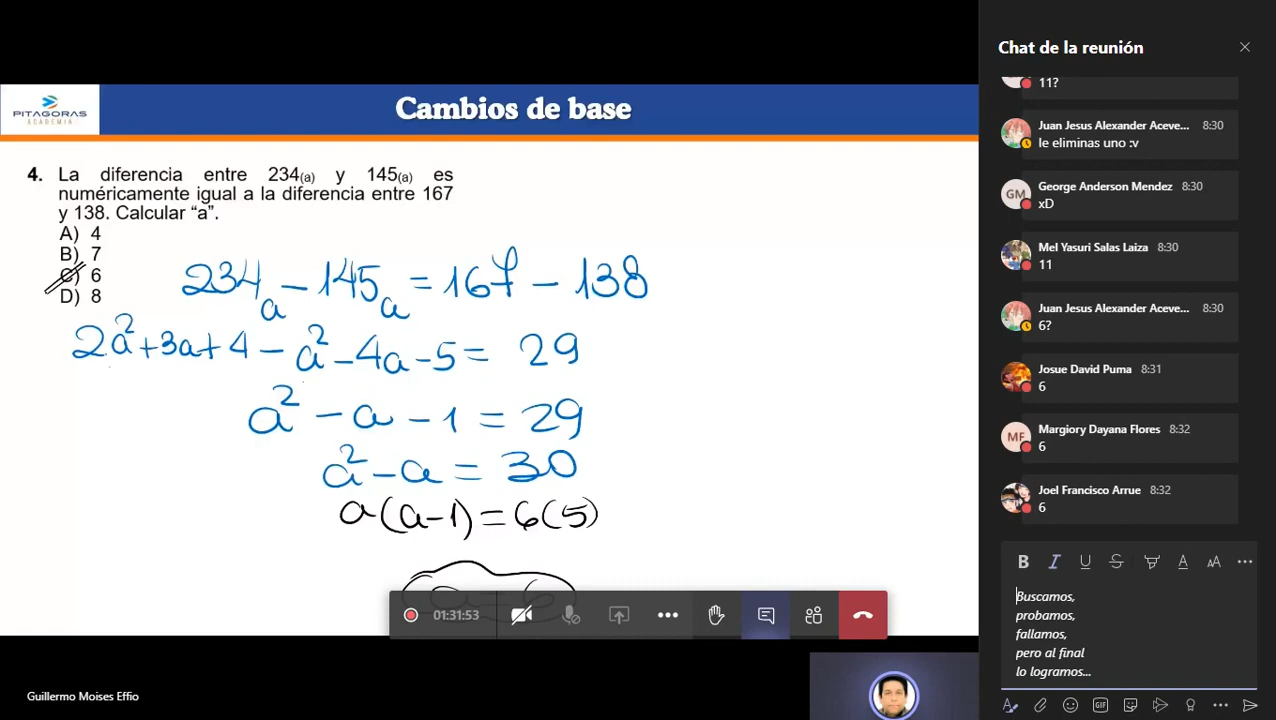 Chat de la reunión
11?
Juan Jesus Alexander Aceve... 8:30
le eliminas uno :v
GM
George Anderson Mendez 8:30
xD
Mel Yasuri Salas Laiza 8:30
11
Juan Jesus Alexander Aceve... 8:30
6?
Josue David Puma 8:31
6
MF
Margiory Dayana Flores 8:32
6
Joel Francisco Arrue 8:32
6
Buscamos,
probamos,
fallamos,
pero al final
lo logramos...
PITAGORAS
ACADEMIA
Cambios de base
4. La diferencia entre 234(a) y 145(a) es
numéricamente igual a la diferencia entre 167
y 138. Calcular “a”.
A) 4
B) 7
C) 6
D) 8
234a − 145a = 167 − 138
2a² + 3a + 4 − a² − 4a − 5 = 29
a² − a − 1 = 29
a² − a = 30
a(a−1) = 6(5)
a = 6
01:31:53
Guillermo Moises Effio